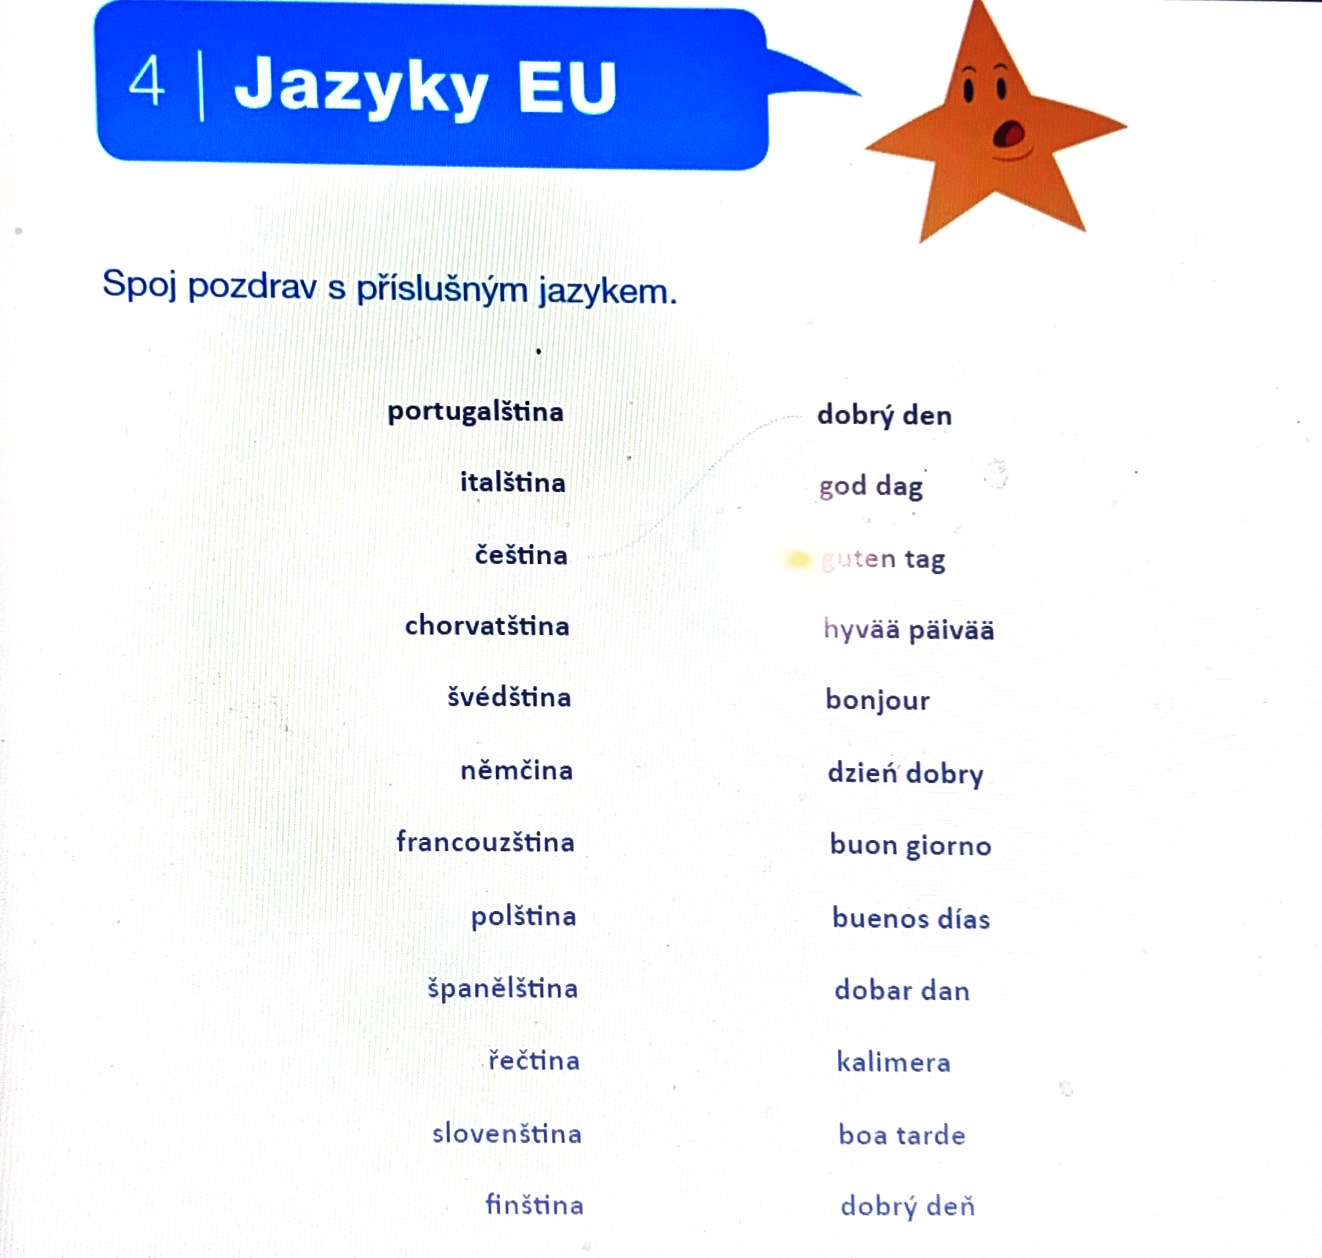 4 | Jazyky EU
Spoj pozdrav s příslušným jazykem.
portugalština dobrý den
italština god dag
čeština guten tag
chorvatština hyvää päivää
švédština bonjour
němčina dzień dobry
francouzština buon giorno
polština buenos días
španělština dobar dan
řečtina kalimera
slovenština boa tarde
finština dobrý deň